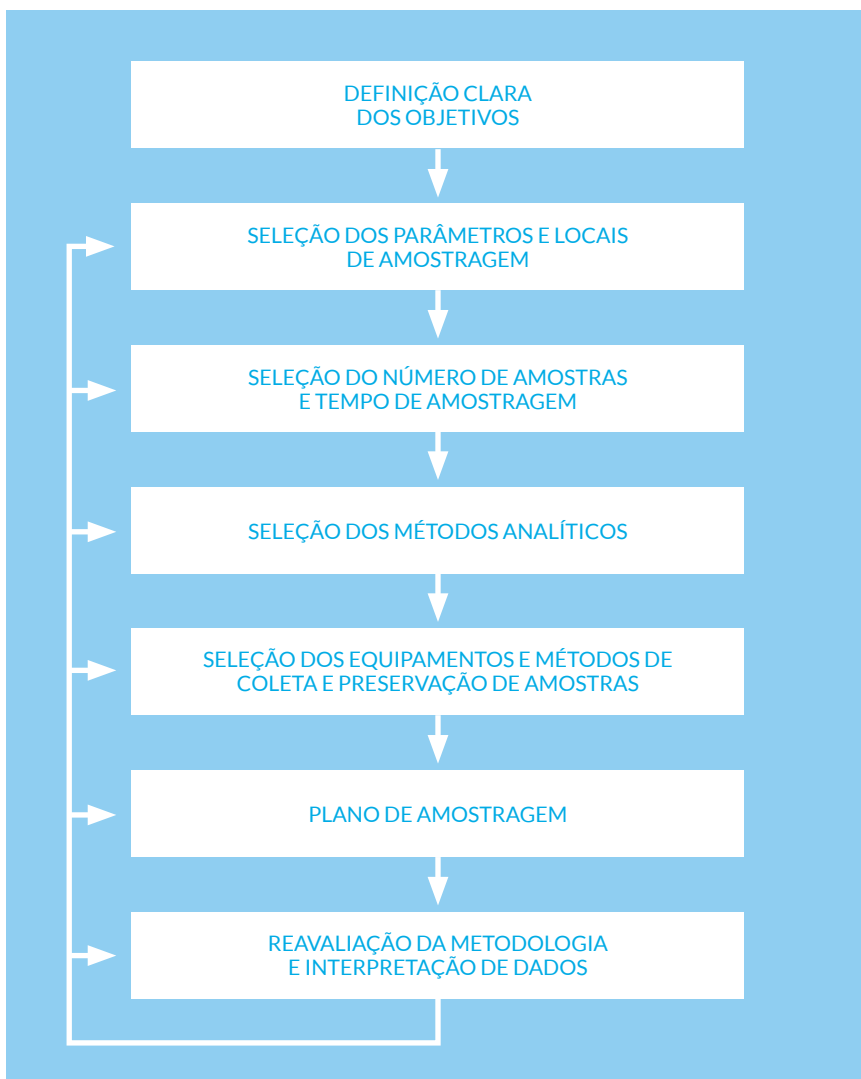 DEFINIÇÃO CLARA
DOS OBJETIVOS
SELEÇÃO DOS PARÂMETROS E LOCAIS
DE AMOSTRAGEM
SELEÇÃO DO NÚMERO DE AMOSTRAS
E TEMPO DE AMOSTRAGEM
SELEÇÃO DOS MÉTODOS ANALÍTICOS
SELEÇÃO DOS EQUIPAMENTOS E MÉTODOS DE
COLETA E PRESERVAÇÃO DE AMOSTRAS
PLANO DE AMOSTRAGEM
REAVALIAÇÃO DA METODOLOGIA
E INTERPRETAÇÃO DE DADOS